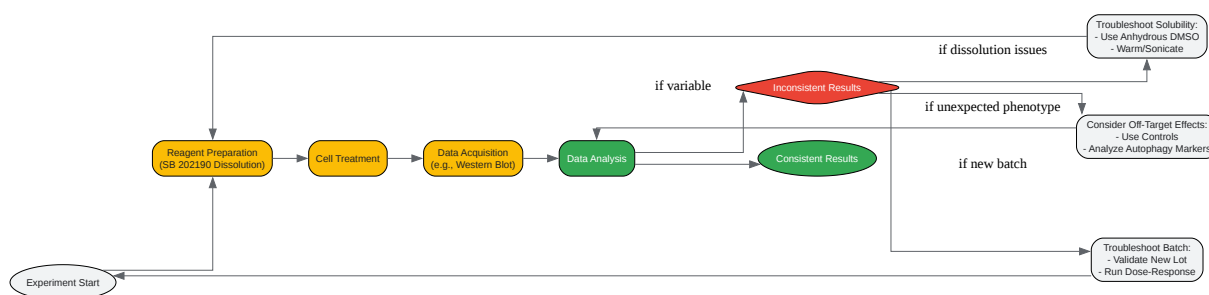 Troubleshoot Solubility:
- Use Anhydrous DMSO
- Warm/Sonicate
if dissolution issues
if variable
Inconsistent Results
if unexpected phenotype
Consider Off-Target Effects:
- Use Controls
- Analyze Autophagy Markers
Reagent Preparation
(SB 202190 Dissolution)
Cell Treatment
Data Acquisition
(e.g., Western Blot)
Data Analysis
Consistent Results
if new batch
Troubleshoot Batch:
- Validate New Lot
- Run Dose-Response
Experiment Start